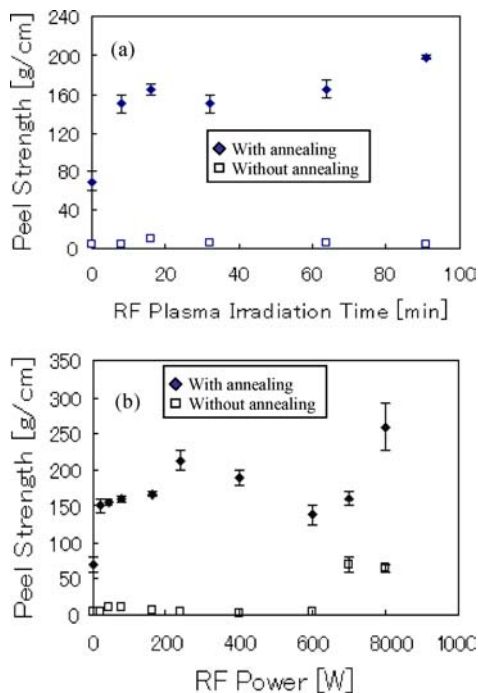 (a)
Peel Strength [g/cm]
240
200
160
120
80
40
0
With annealing
Without annealing
0 20 40 60 80 100
RF Plasma Irradiation Time [min]
(b)
Peel Strength [g/cm]
350
300
250
200
150
100
50
0
With annealing
Without annealing
0 200 400 600 8000 1000
RF Power [W]